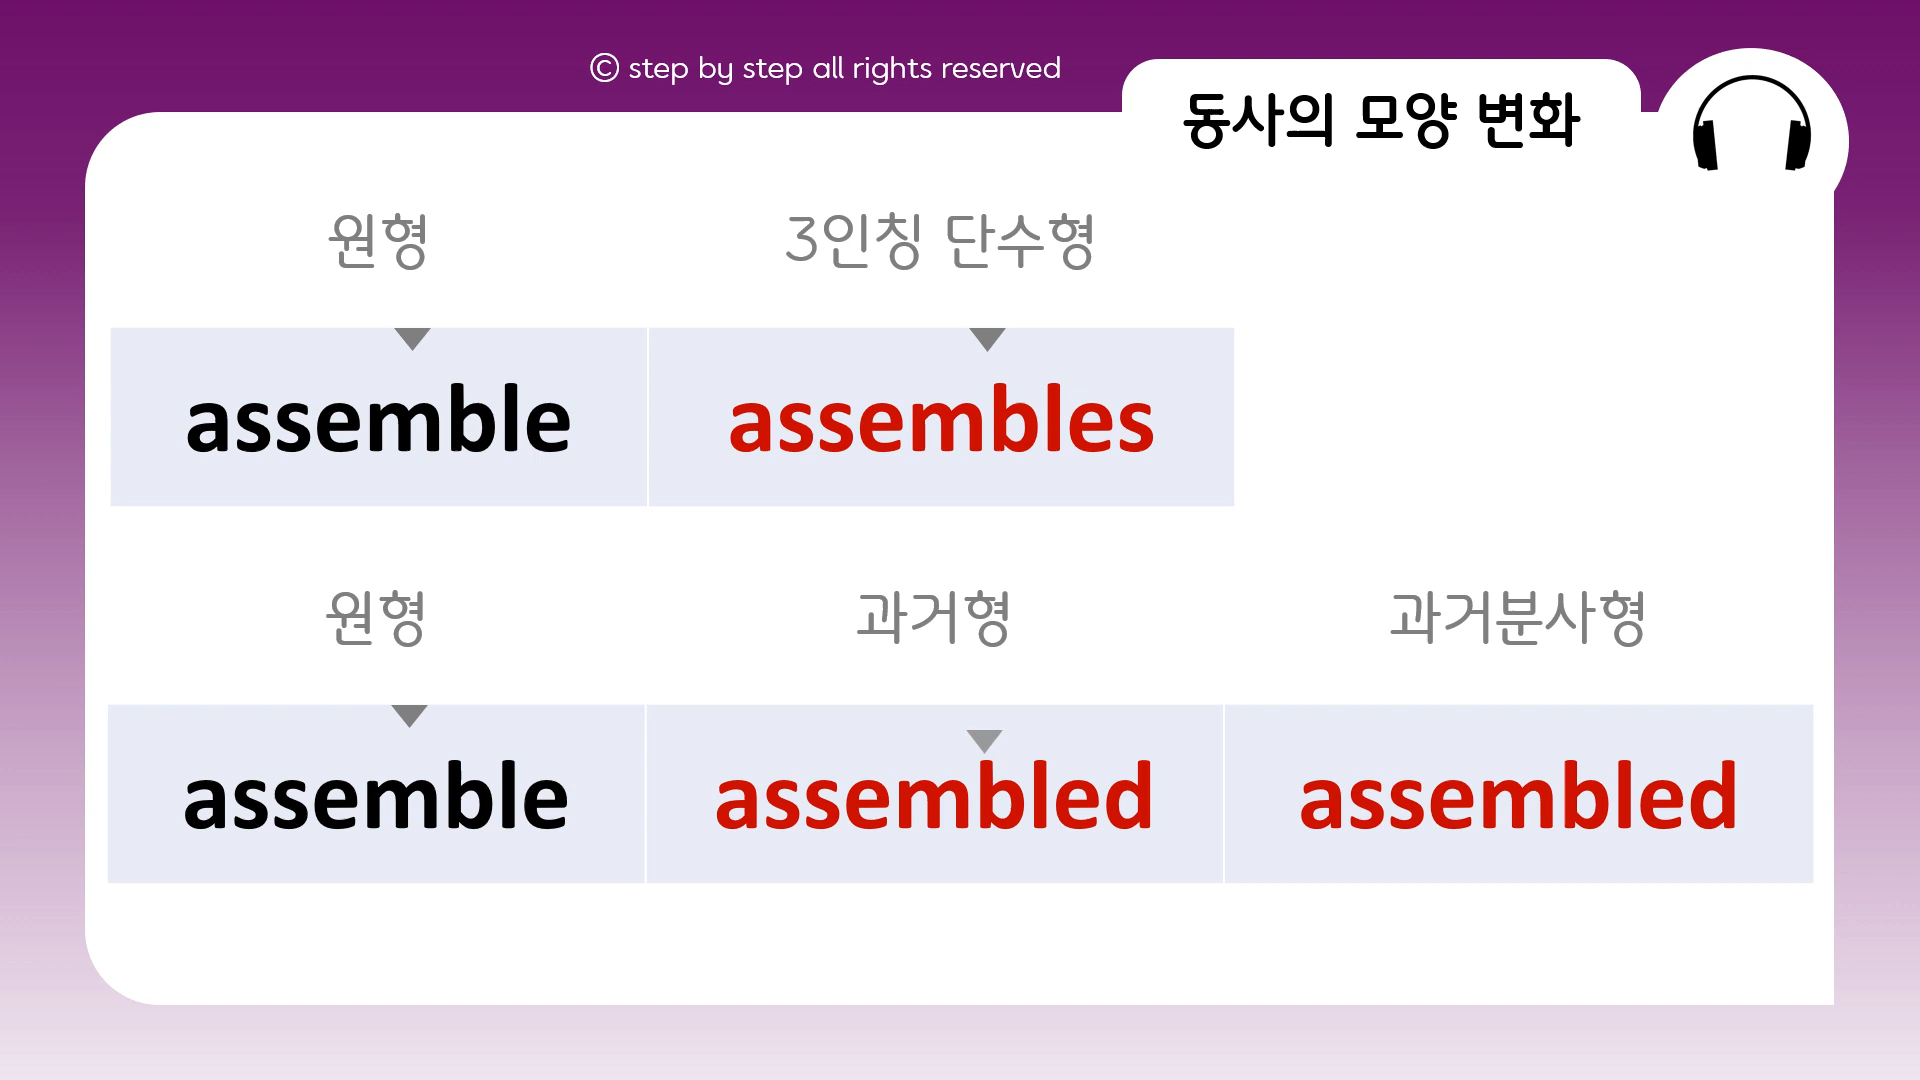 © step by step all rights reserved
동사의 모양 변화
원형 3인칭 단수형
assemble assembles
원형 과거형 과거분사형
assemble assembled assembled